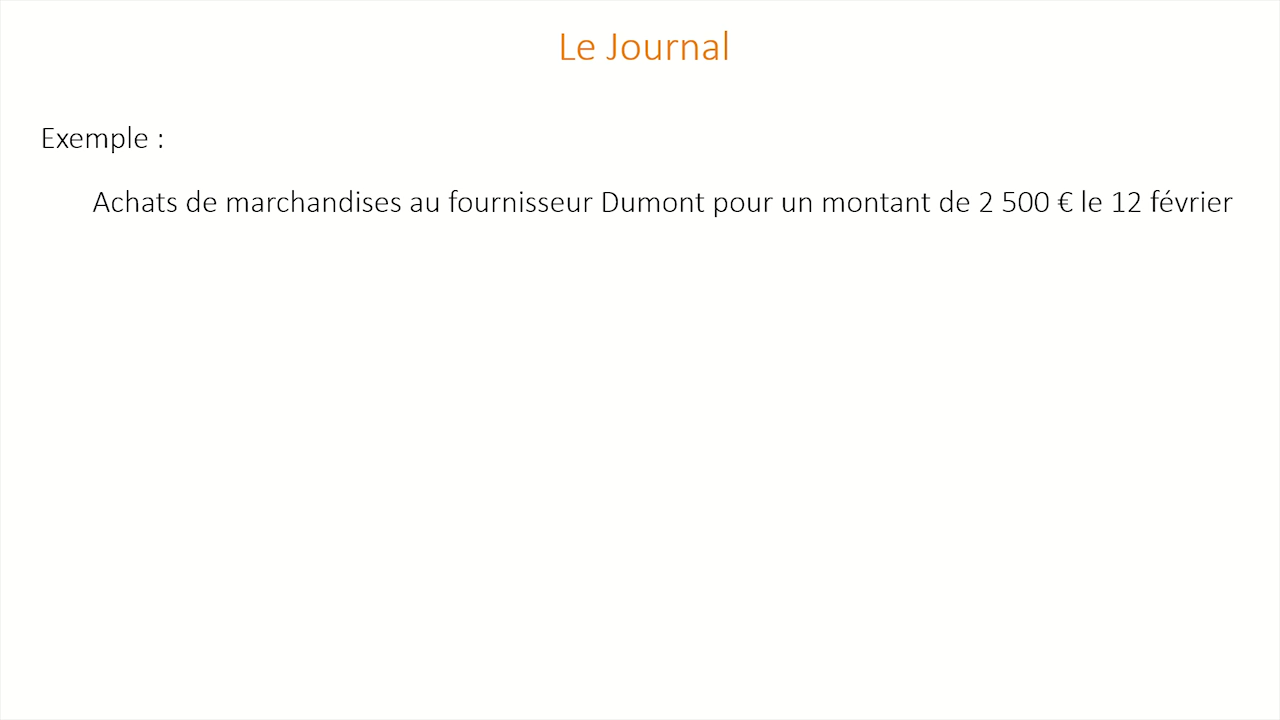 Le Journal
Exemple :
Achats de marchandises au fournisseur Dumont pour un montant de 2 500 € le 12 février